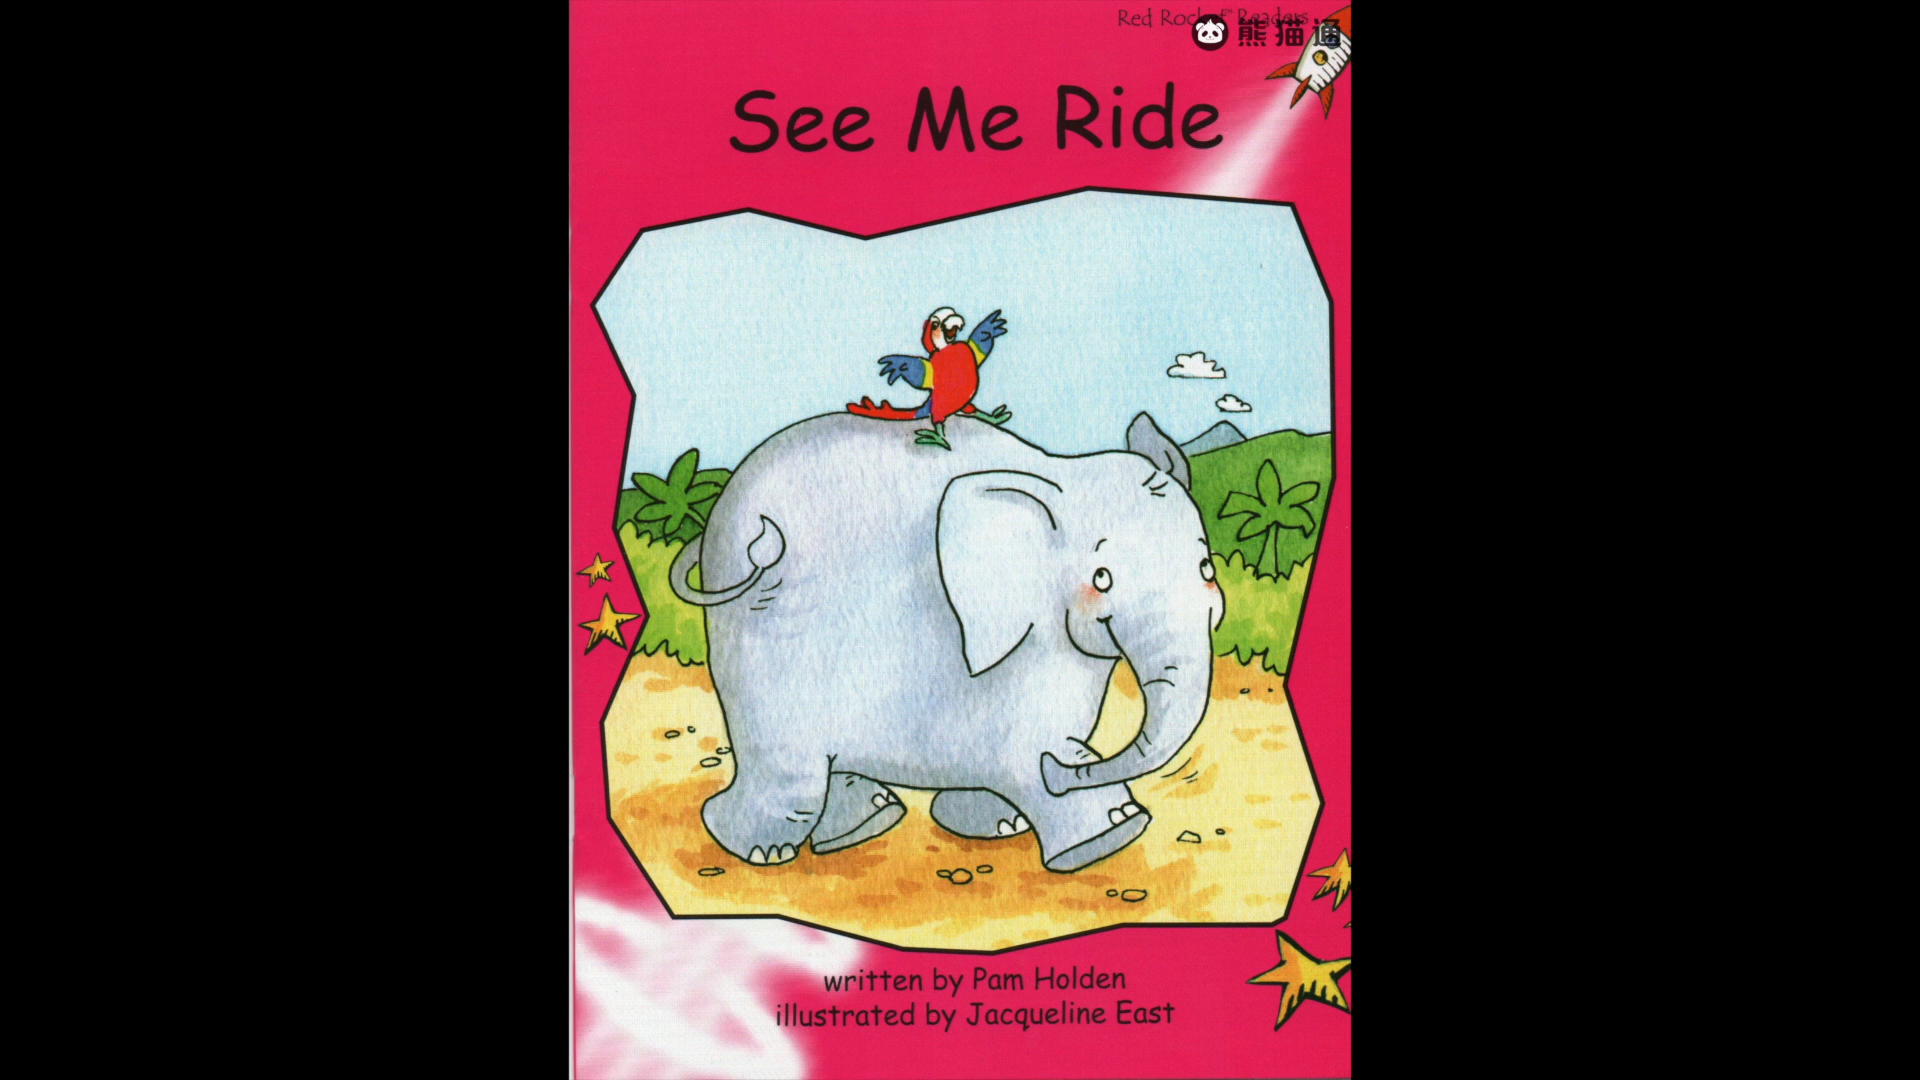 Red Rocket Readers
熊猫通
See Me Ride
written by Pam Holden
illustrated by Jacqueline East